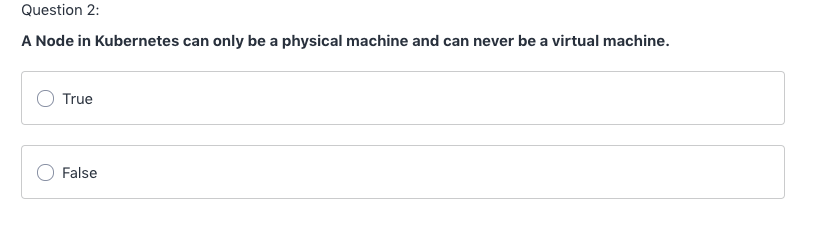 Question 2:
A Node in Kubernetes can only be a physical machine and can never be a virtual machine.
True
False